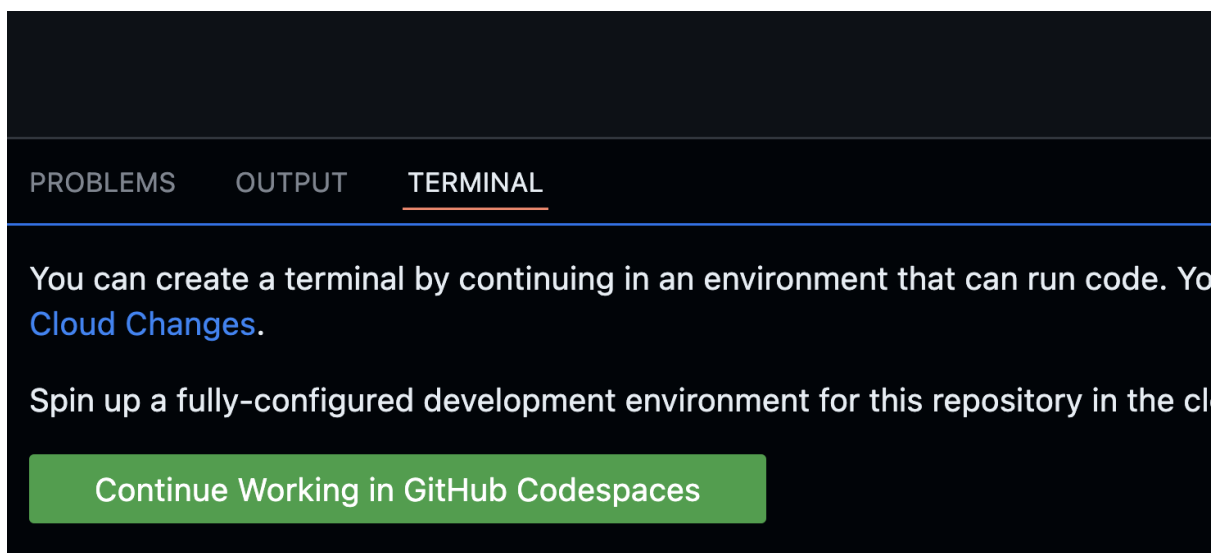 PROBLEMS OUTPUT TERMINAL
You can create a terminal by continuing in an environment that can run code.
Cloud Changes.
Spin up a fully-configured development environment for this repository in the
Continue Working in GitHub Codespaces